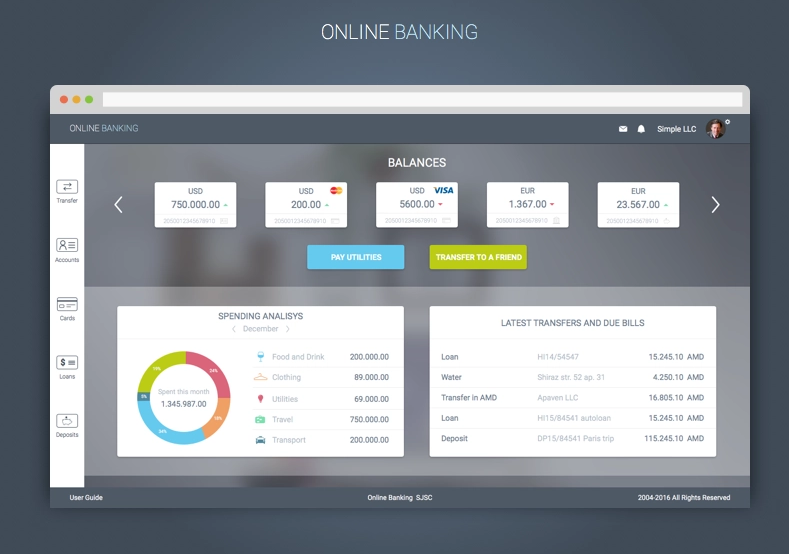 ONLINE BANKING
ONLINE BANKING
Simple LLC
BALANCES
Transfer
Accounts
Cards
Loans
Deposits
USD
750.000.00
2050012345678910
USD
200.00
2050012345678910
USD VISA
5600.00
2050012345678910
EUR
1.367.00
2050012345678910
EUR
23.567.00
2050012345678910
PAY UTILITIES
TRANSFER TO A FRIEND
SPENDING ANALISYS
December
Spent this month
1.345,987.00
24%
34%
5%
Food and Drink 200.000.00
Clothing 89.000.00
Utilities 69.000.00
Travel 750.000.00
Transport 200.000.00
LATEST TRANSFERS AND DUE BILLS
Loan HI14/54547 15.245.10 AMD
Water Shiraz str. 52 ap. 31 4.250.10 AMD
Transfer in AMD Apaven LLC 16.805.10 AMD
Loan HI15/84541 autoloan 15.245.10 AMD
Deposit DP15/84541 Paris trip 115.245.10 AMD
User Guide
Online Banking SJSC
2004-2016 All Rights Reserved